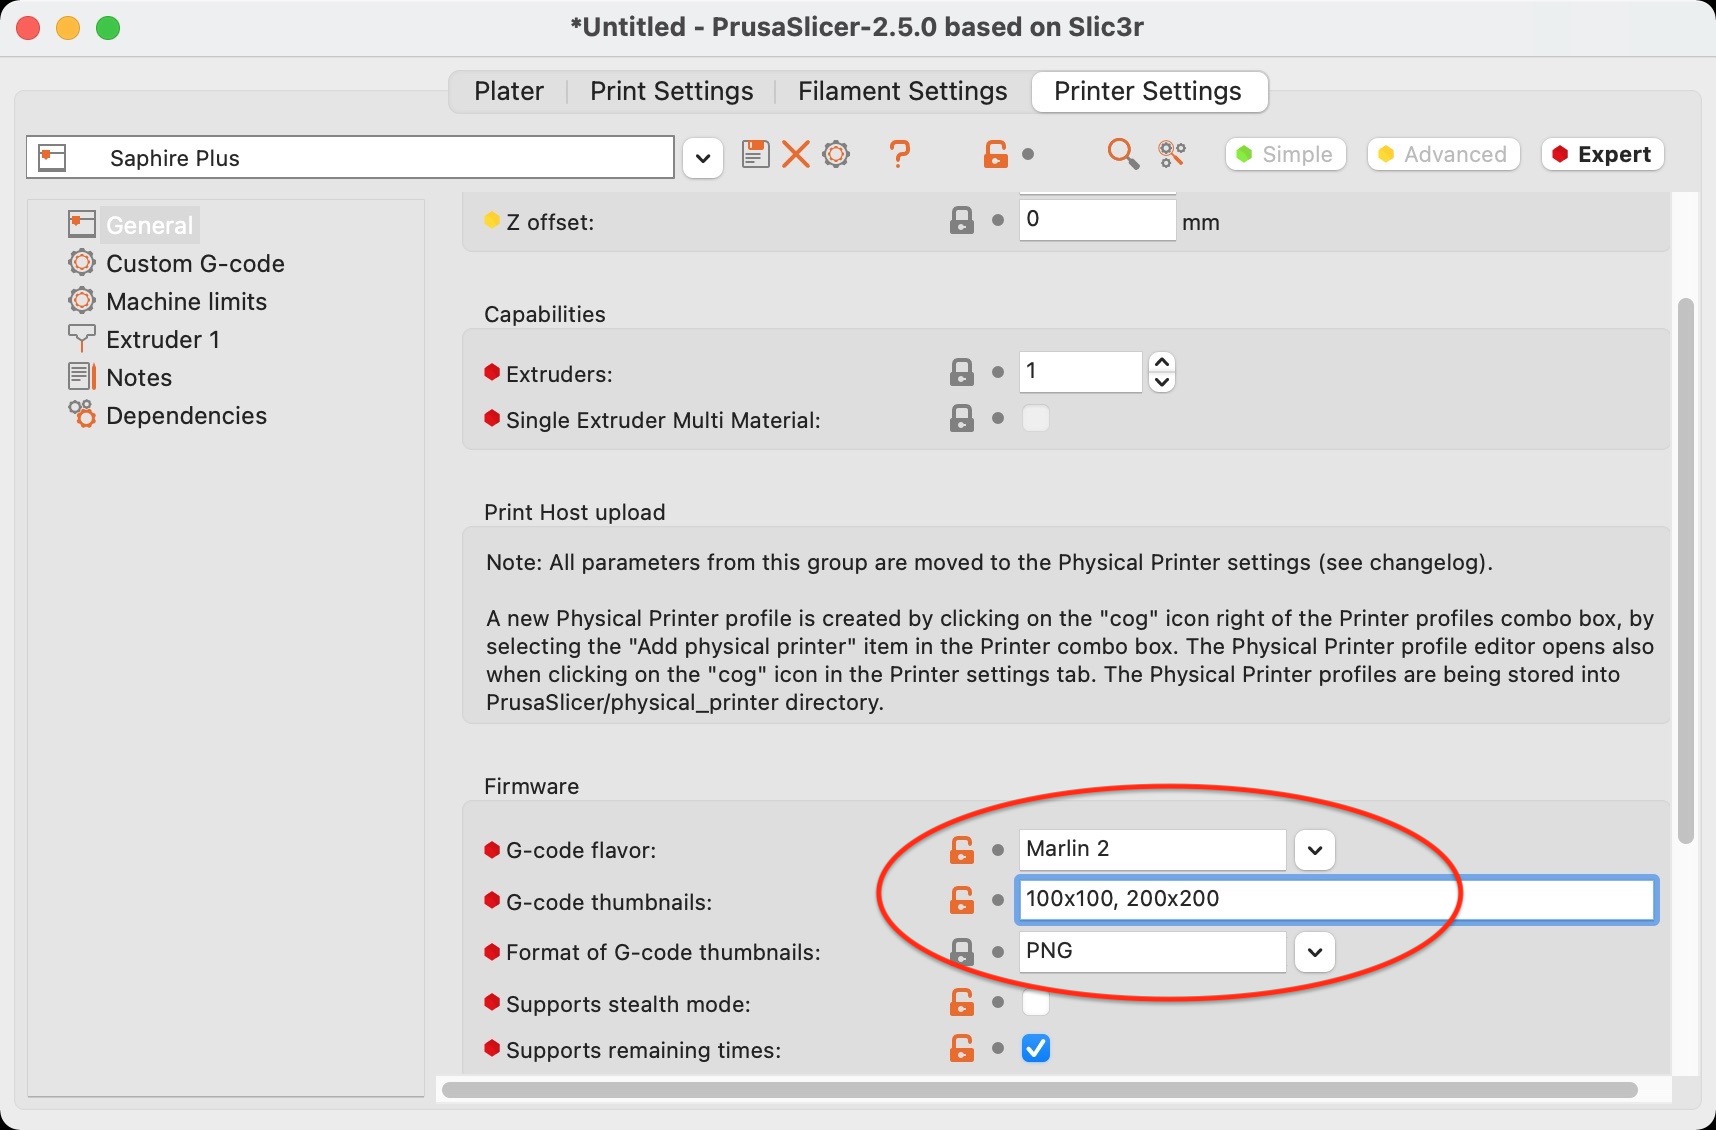 *Untitled - PrusaSlicer-2.5.0 based on Slic3r
Plater
Print Settings
Filament Settings
Printer Settings
Saphire Plus
Simple
Advanced
Expert
General
Custom G-code
Machine limits
Extruder 1
Notes
Dependencies
Z offset:
0
mm
Capabilities
Extruders:
1
Single Extruder Multi Material:
Print Host upload
Note: All parameters from this group are moved to the Physical Printer settings (see changelog).
A new Physical Printer profile is created by clicking on the "cog" icon right of the Printer profiles combo box, by
selecting the "Add physical printer" item in the Printer combo box. The Physical Printer profile editor opens also
when clicking on the "cog" icon in the Printer settings tab. The Physical Printer profiles are being stored into
PrusaSlicer/physical_printer directory.
Firmware
G-code flavor:
Marlin 2
G-code thumbnails:
100x100, 200x200
Format of G-code thumbnails:
PNG
Supports stealth mode:
Supports remaining times: